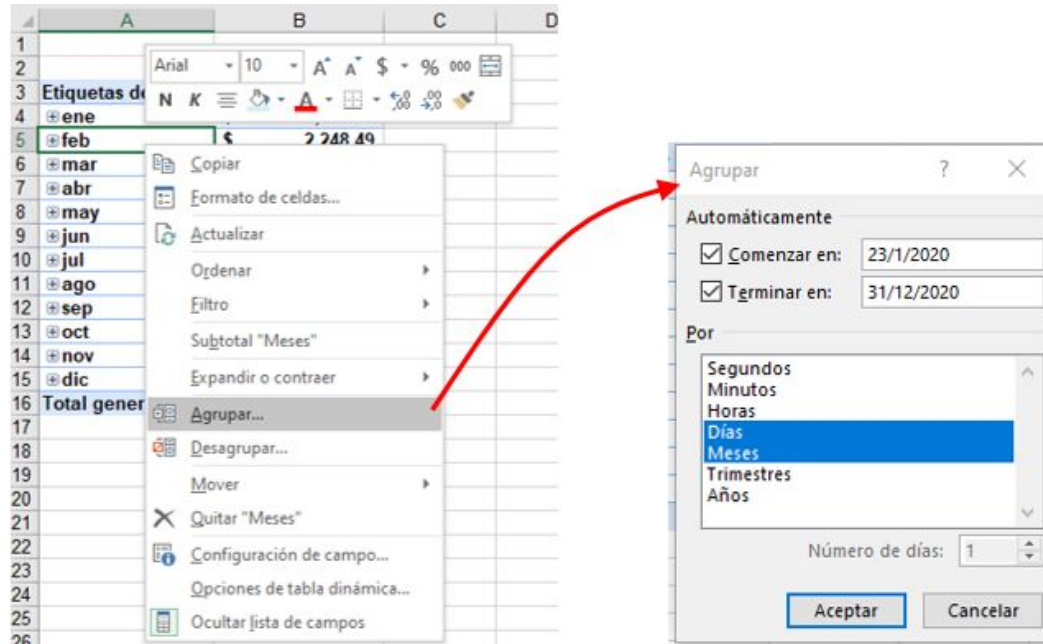 A B C D
1
2
3 Etiquetas de
4 ene
5 feb $ 2,248.49
6 mar
7 abr
8 may
9 jun
10 jul
11 ago
12 sep
13 oct
14 nov
15 dic
16 Total gener
17
18
19
20
21
22
23
24
25
26
Arial 10 A A $ % 000
N K A
Copiar
Formato de celdas...
Actualizar
Ordenar
Filtro
Subtotal "Meses"
Expandir o contraer
Agrupar...
Desagrupar...
Mover
Quitar "Meses"
Configuración de campo...
Opciones de tabla dinámica...
Ocultar lista de campos
Agrupar ? X
Automáticamente
Comenzar en: 23/1/2020
Terminar en: 31/12/2020
Por
Segundos
Minutos
Horas
Días
Meses
Trimestres
Años
Número de días: 1
Aceptar Cancelar